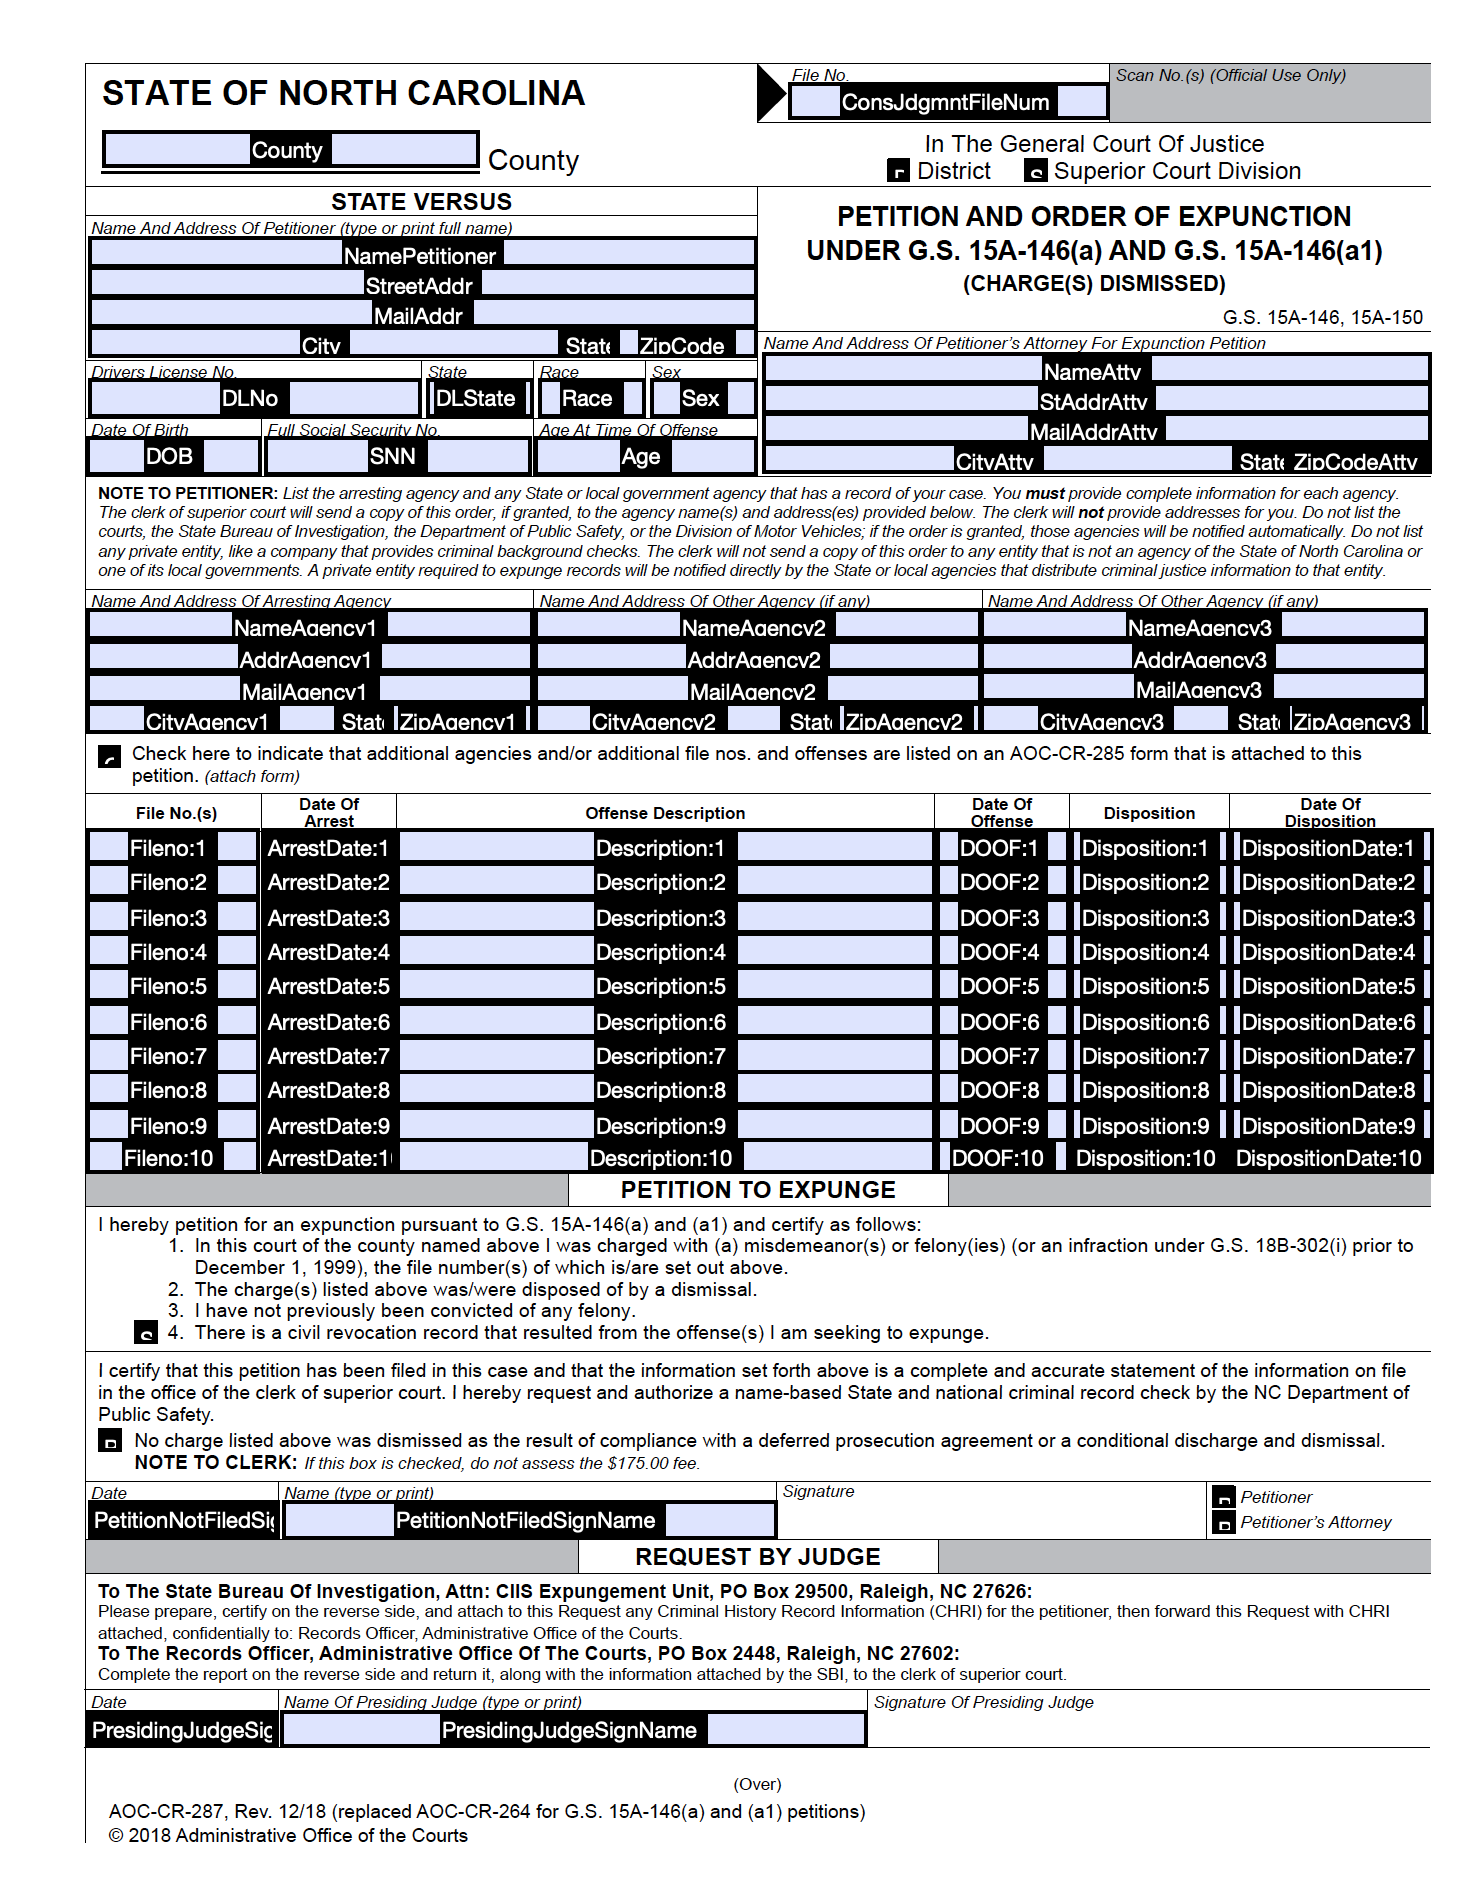 STATE OF NORTH CAROLINA
File No.
ConsJdgmntFileNum
Scan No.(s) (Official Use Only)
County
County
In The General Court Of Justice
District
Superior Court Division
STATE VERSUS
Name And Address Of Petitioner (type or print full name)
NamePetitioner
StreetAddr
MailAddr
City State ZipCode
PETITION AND ORDER OF EXPUNCTION
UNDER G.S. 15A-146(a) AND G.S. 15A-146(a1)
(CHARGE(S) DISMISSED)
G.S. 15A-146, 15A-150
Drivers License No. State Race Sex
DLNo DLState Race Sex
Date Of Birth Full Social Security No. Age At Time Of Offense
DOB SNN Age
Name And Address Of Petitioner's Attorney For Expunction Petition
NameAtty
StAddrAtty
MailAddrAtty
CityAtty State ZipCodeAtty
NOTE TO PETITIONER: List the arresting agency and any State or local government agency that has a record of your case. You must provide complete information for each agency.
The clerk of superior court will send a copy of this order, if granted, to the agency name(s) and address(es) provided below. The clerk will not provide addresses for you. Do not list the
courts, the State Bureau of Investigation, the Department of Public Safety, or the Division of Motor Vehicles; if the order is granted, those agencies will be notified automatically. Do not list
any private entity, like a company that provides criminal background checks. The clerk will not send a copy of this order to any entity that is not an agency of the State of North Carolina or
one of its local governments. A private entity required to expunge records will be notified directly by the State or local agencies that distribute criminal justice information to that entity.
Name And Address Of Arresting Agency Name And Address Of Other Agency (if any) Name And Address Of Other Agency (if any)
NameAgency1 NameAgency2 NameAgency3
AddrAgency1 AddrAgency2 AddrAgency3
MailAgency1 MailAgency2 MailAgency3
CityAgency1 State ZipAgency1 CityAgency2 State ZipAgency2 CityAgency3 State ZipAgency3
Check here to indicate that additional agencies and/or additional file nos. and offenses are listed on an AOC-CR-285 form that is attached to this
petition. (attach form)
File No.(s) Date Of Arrest Offense Description Date Of Offense Disposition Date Of Disposition
Fileno:1 ArrestDate:1 Description:1 DOOF:1 Disposition:1 DispositionDate:1
Fileno:2 ArrestDate:2 Description:2 DOOF:2 Disposition:2 DispositionDate:2
Fileno:3 ArrestDate:3 Description:3 DOOF:3 Disposition:3 DispositionDate:3
Fileno:4 ArrestDate:4 Description:4 DOOF:4 Disposition:4 DispositionDate:4
Fileno:5 ArrestDate:5 Description:5 DOOF:5 Disposition:5 DispositionDate:5
Fileno:6 ArrestDate:6 Description:6 DOOF:6 Disposition:6 DispositionDate:6
Fileno:7 ArrestDate:7 Description:7 DOOF:7 Disposition:7 DispositionDate:7
Fileno:8 ArrestDate:8 Description:8 DOOF:8 Disposition:8 DispositionDate:8
Fileno:9 ArrestDate:9 Description:9 DOOF:9 Disposition:9 DispositionDate:9
Fileno:10 ArrestDate:1 Description:10 DOOF:10 Disposition:10 DispositionDate:10
PETITION TO EXPUNGE
I hereby petition for an expunction pursuant to G.S. 15A-146(a) and (a1) and certify as follows:
1. In this court of the county named above I was charged with (a) misdemeanor(s) or felony(ies) (or an infraction under G.S. 18B-302(i) prior to
December 1, 1999), the file number(s) of which is/are set out above.
2. The charge(s) listed above was/were disposed of by a dismissal.
3. I have not previously been convicted of any felony.
4. There is a civil revocation record that resulted from the offense(s) I am seeking to expunge.
I certify that this petition has been filed in this case and that the information set forth above is a complete and accurate statement of the information on file
in the office of the clerk of superior court. I hereby request and authorize a name-based State and national criminal record check by the NC Department of
Public Safety.
No charge listed above was dismissed as the result of compliance with a deferred prosecution agreement or a conditional discharge and dismissal.
NOTE TO CLERK: If this box is checked, do not assess the $175.00 fee.
Date Name (type or print) Signature
PetitionNotFiledSig PetitionNotFiledSignName
Petitioner
Petitioner's Attorney
REQUEST BY JUDGE
To The State Bureau Of Investigation, Attn: CIIS Expungement Unit, PO Box 29500, Raleigh, NC 27626:
Please prepare, certify on the reverse side, and attach to this Request any Criminal History Record Information (CHRI) for the petitioner, then forward this Request with CHRI
attached, confidentially to: Records Officer, Administrative Office of the Courts.
To The Records Officer, Administrative Office Of The Courts, PO Box 2448, Raleigh, NC 27602:
Complete the report on the reverse side and return it, along with the information attached by the SBI, to the clerk of superior court.
Date Name Of Presiding Judge (type or print) Signature Of Presiding Judge
PresidingJudgeSig PresidingJudgeSignName
(Over)
AOC-CR-287, Rev. 12/18 (replaced AOC-CR-264 for G.S. 15A-146(a) and (a1) petitions)
© 2018 Administrative Office of the Courts